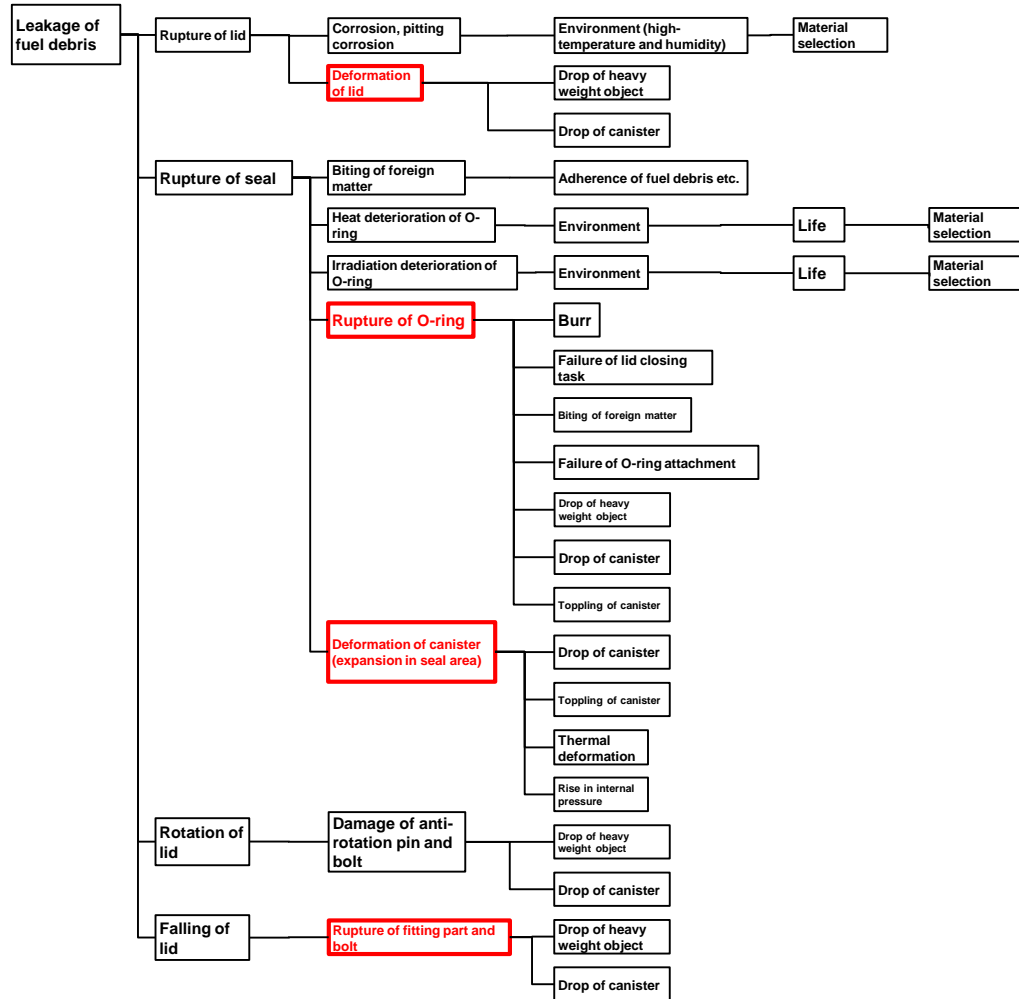 Leakage of
fuel debris
Rupture of lid
Corrosion, pitting
corrosion
Environment (high-
temperature and humidity)
Material
selection
Deformation
of lid
Drop of heavy
weight object
Drop of canister
Rupture of seal
Biting of foreign
matter
Adherence of fuel debris etc.
Heat deterioration of O-
ring
Environment
Life
Material
selection
Irradiation deterioration of
O-ring
Environment
Life
Material
selection
Rupture of O-ring
Burr
Failure of lid closing
task
Biting of foreign matter
Failure of O-ring attachment
Drop of heavy
weight object
Drop of canister
Toppling of canister
Deformation of canister
(expansion in seal area)
Drop of canister
Toppling of canister
Thermal
deformation
Rise in internal
pressure
Rotation of
lid
Damage of anti-
rotation pin and
bolt
Drop of heavy
weight object
Drop of canister
Falling of
lid
Rupture of fitting part and
bolt
Drop of heavy
weight object
Drop of canister